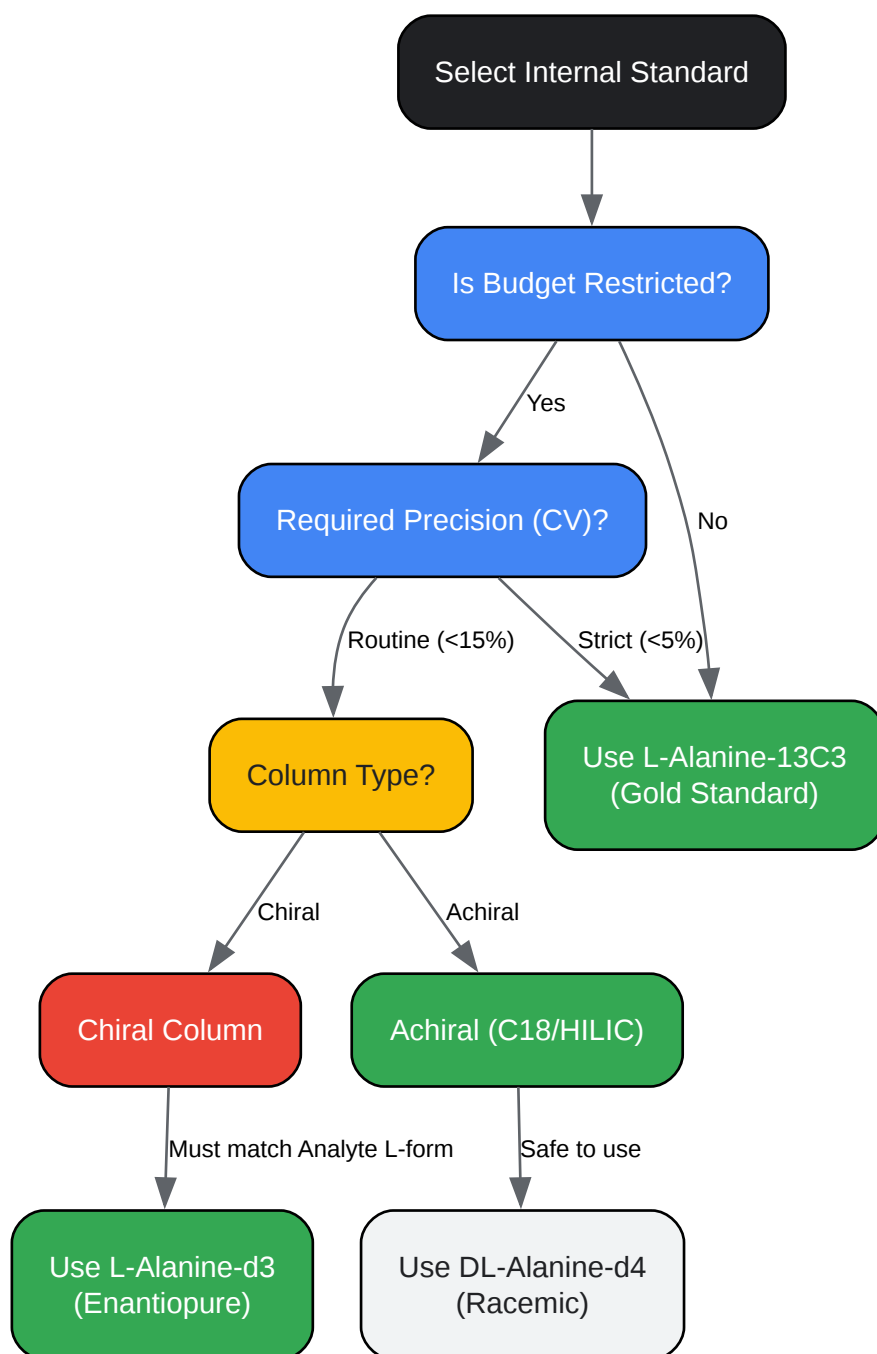 Select Internal Standard
Is Budget Restricted?
Yes
No
Required Precision (CV)?
Routine (<15%)
Strict (<5%)
Column Type?
Use L-Alanine-13C3
(Gold Standard)
Chiral
Achiral
Chiral Column
Achiral (C18/HILIC)
Must match Analyte L-form
Safe to use
Use L-Alanine-d3
(Enantiopure)
Use DL-Alanine-d4
(Racemic)